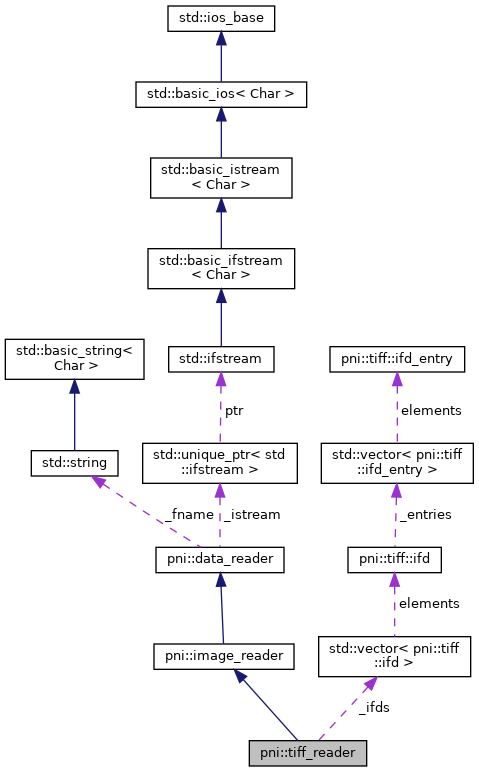 std::ios_base
std::basic_ios< Char >
std::basic_istream
< Char >
std::basic_ifstream
< Char >
std::basic_string<
Char >
std::ifstream
pni::tiff::ifd_entry
ptr
elements
std::string
std::unique_ptr< std
::ifstream >
std::vector< pni::tiff
::ifd_entry >
_fname
_istream
_entries
pni::data_reader
pni::tiff::ifd
elements
pni::image_reader
std::vector< pni::tiff
::ifd >
_ifds
pni::tiff_reader